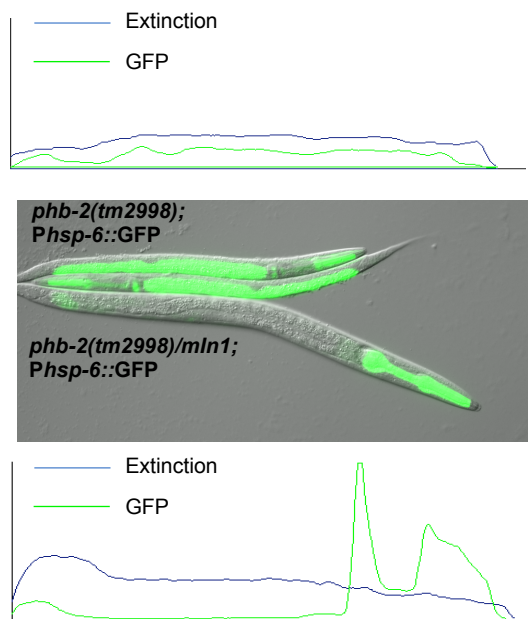 Extinction
GFP
phb-2(tm2998);
Phsp-6::GFP
phb-2(tm2998)/mIn1;
Phsp-6::GFP
Extinction
GFP